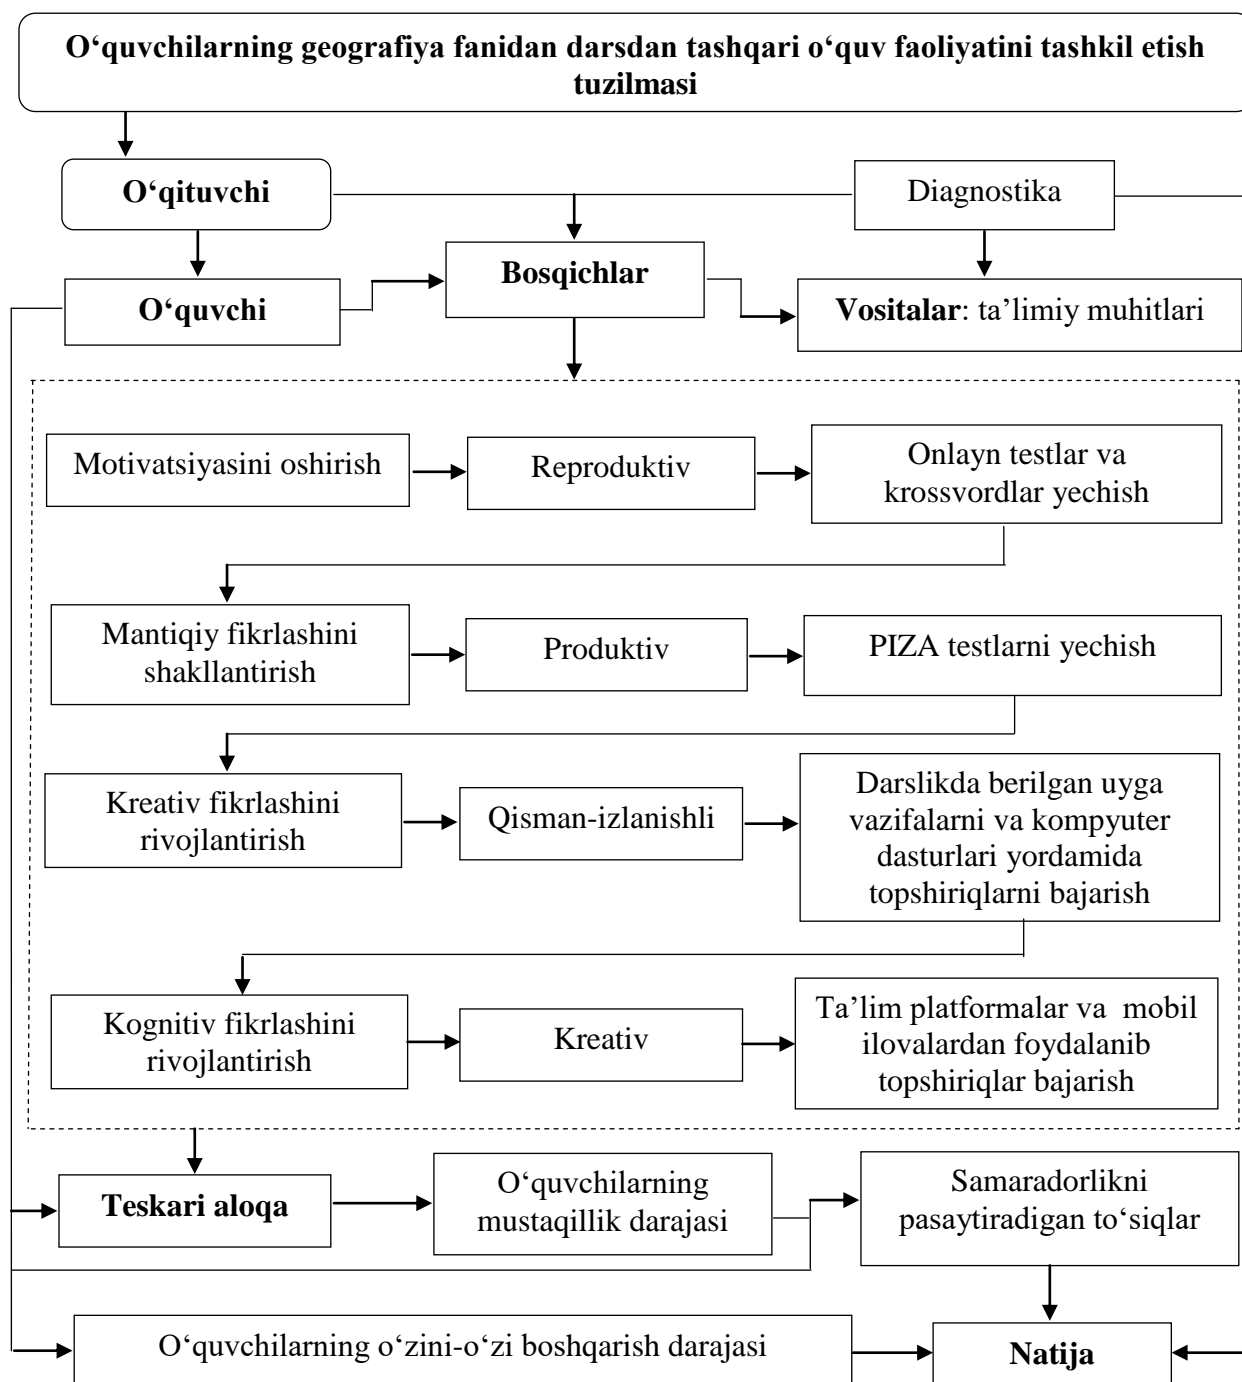 O‘quvchilarning geografiya fanidan darsdan tashqari o‘quv faoliyatini tashkil etish
tuzilmasi
O‘qituvchi
Diagnostika
O‘quvchi
Bosqichlar
Vositalar: ta’limiy muhitlari
Motivatsiyasini oshirish
Reproduktiv
Onlayn testlar va
krossvordlar yechish
Mantiqiy fikrlashini
shakllantirish
Produktiv
PIZA testlarni yechish
Kreativ fikrlashini
rivojlantirish
Qisman-izlanishli
Darslikda berilgan uyga
vazifalarni va kompyuter
dasturlari yordamida
topshiriqlarni bajarish
Kognitiv fikrlashini
rivojlantirish
Kreativ
Ta’lim platformalar va mobil
ilovalardan foydalanib
topshiriqlar bajarish
Teskari aloqa
O‘quvchilarning
mustaqillik darajasi
Samaradorlikni
pasaytiradigan to‘siqlar
O‘quvchilarning o‘zini-o‘zi boshqarish darajasi
Natija